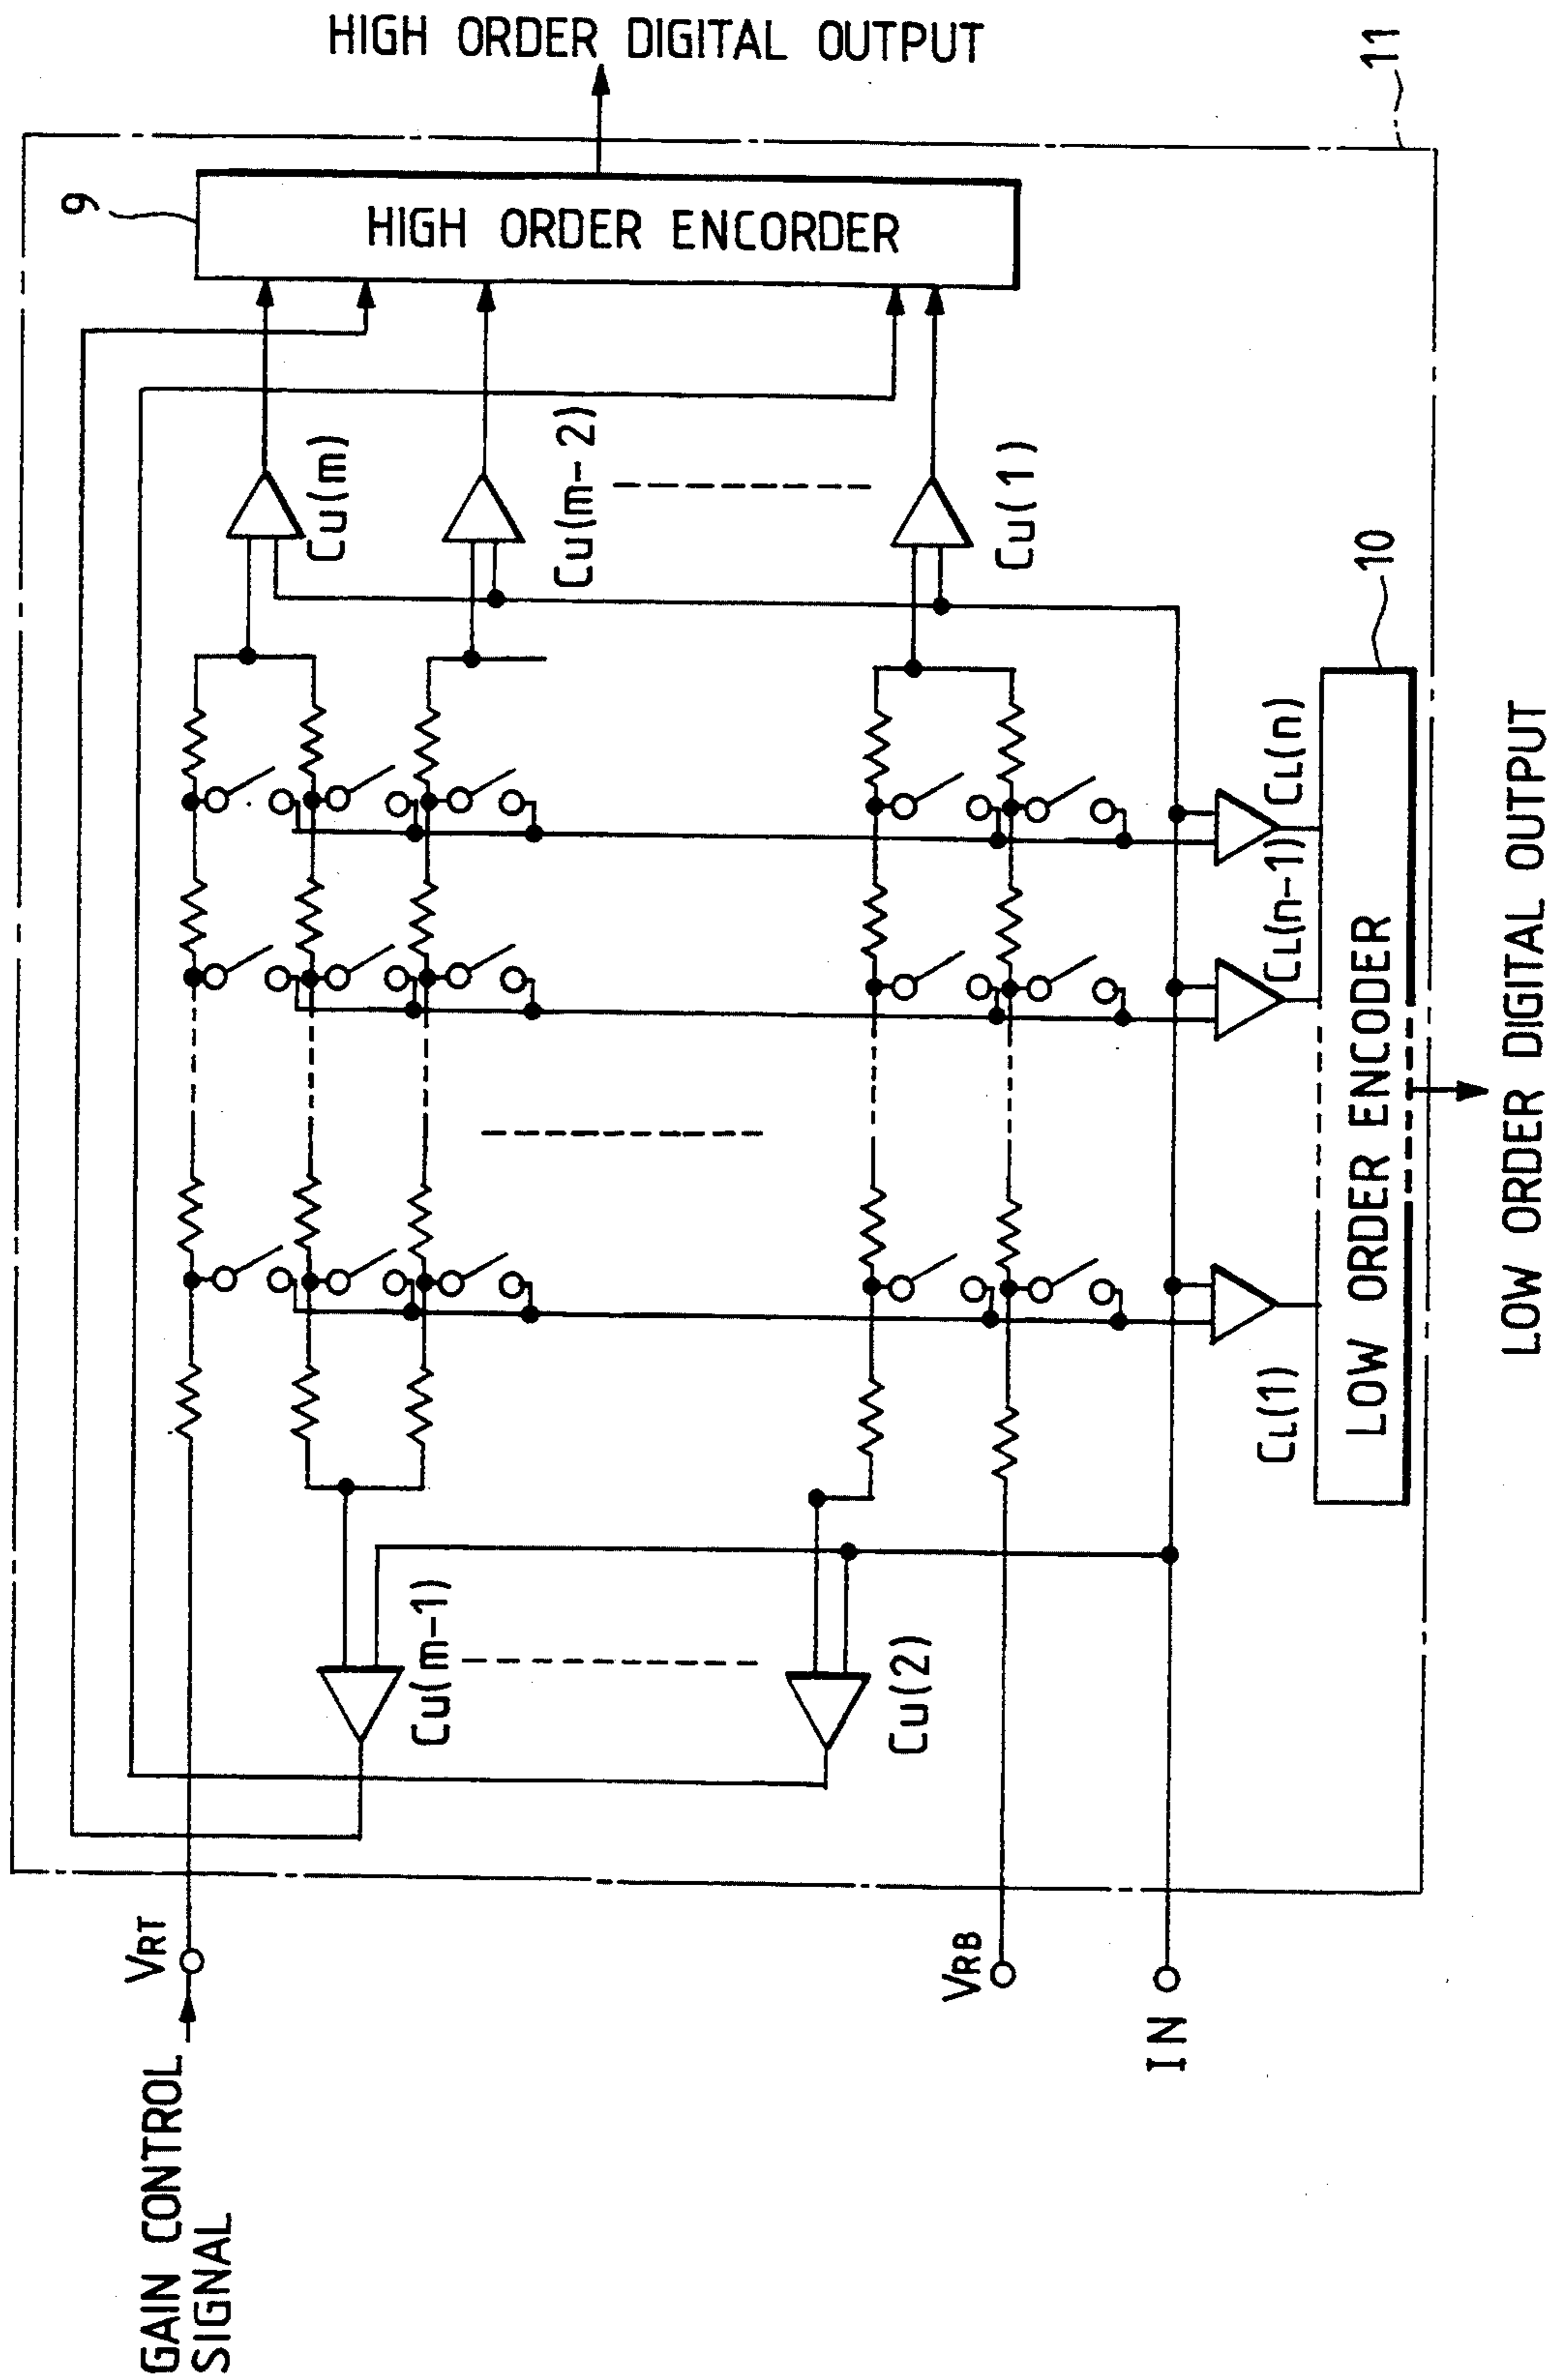 HIGH ORDER DIGITAL OUTPUT
11
9
HIGH ORDER ENCORDER
Cu(m)
Cu(m-2)
Cu(1)
10
CL(n)
CL(n-1)
CL(1)
LOW ORDER ENCODER
LOW ORDER DIGITAL OUTPUT
Cu(m-1)
Cu(2)
VRT
VRB
IN
GAIN CONTROL
SIGNAL